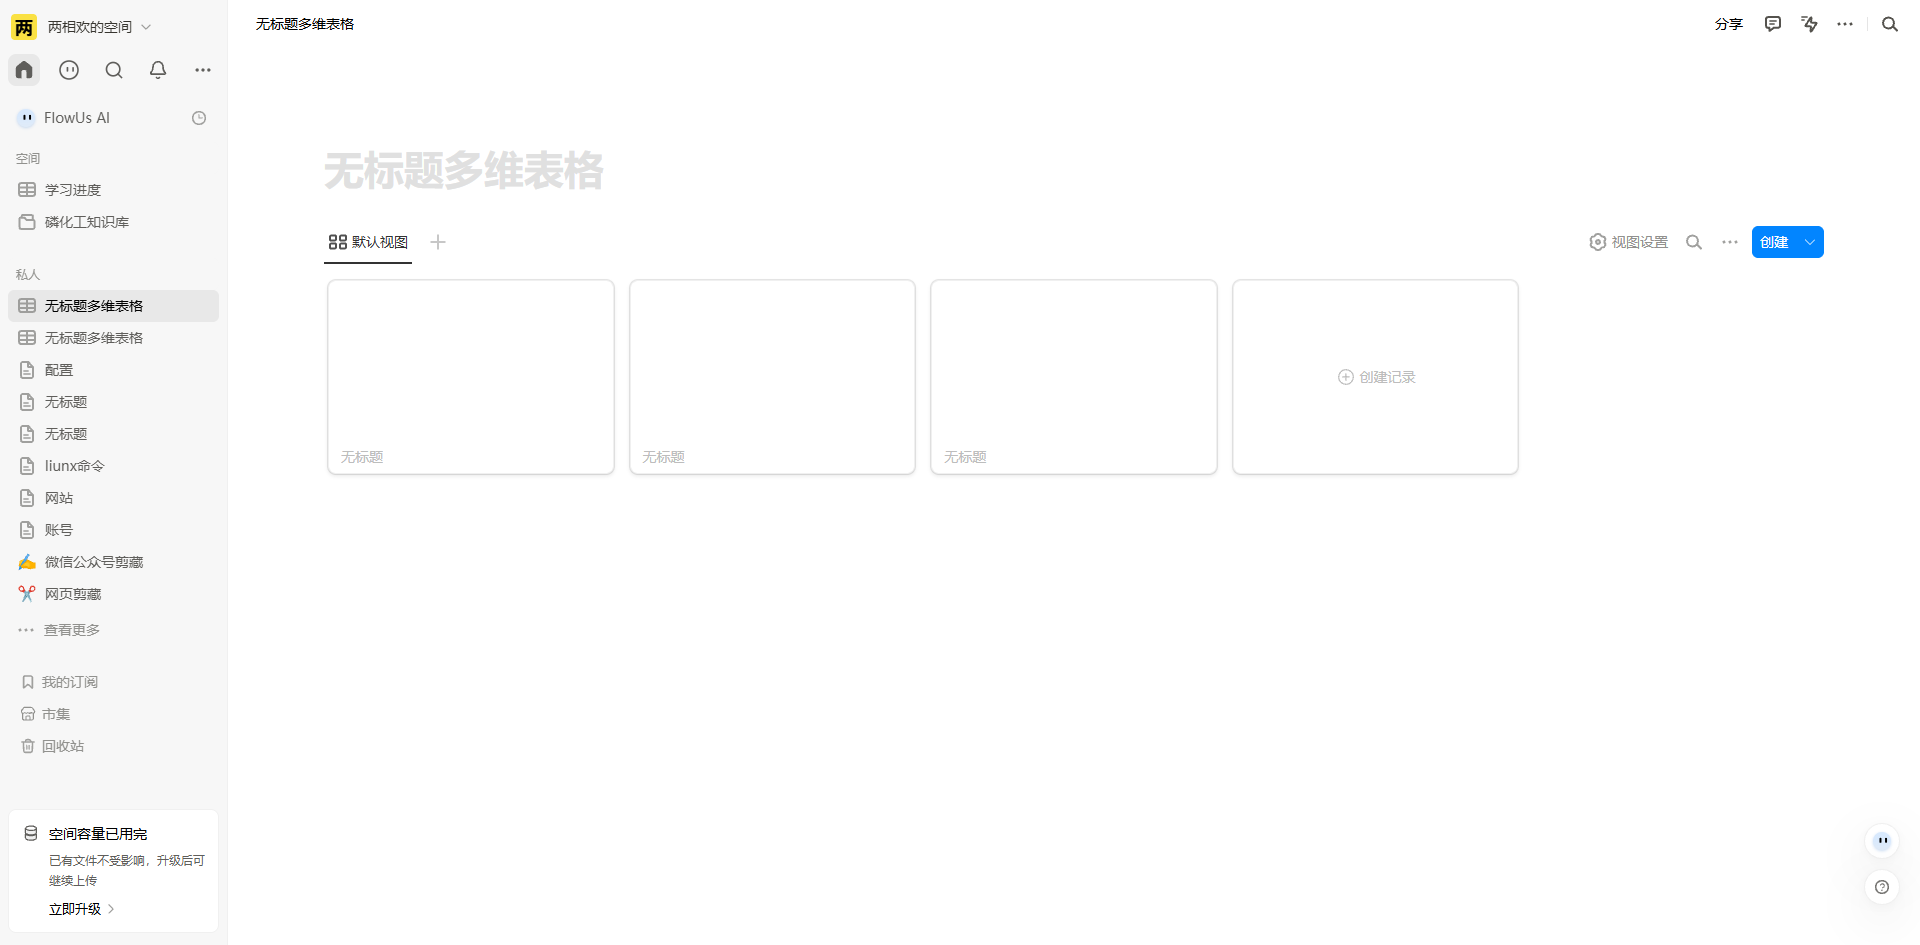 两 两相欢的空间
FlowUs AI
空间
学习进度
磷化工知识库
私人
无标题多维表格
无标题多维表格
配置
无标题
无标题
liunx命令
网站
账号
微信公众号剪藏
网页剪藏
查看更多
我的订阅
市集
回收站
空间容量已用完
已有文件不受影响，升级后可
继续上传
立即升级
无标题多维表格
分享
无标题多维表格
默认视图
视图设置
创建
无标题
无标题
无标题
创建记录